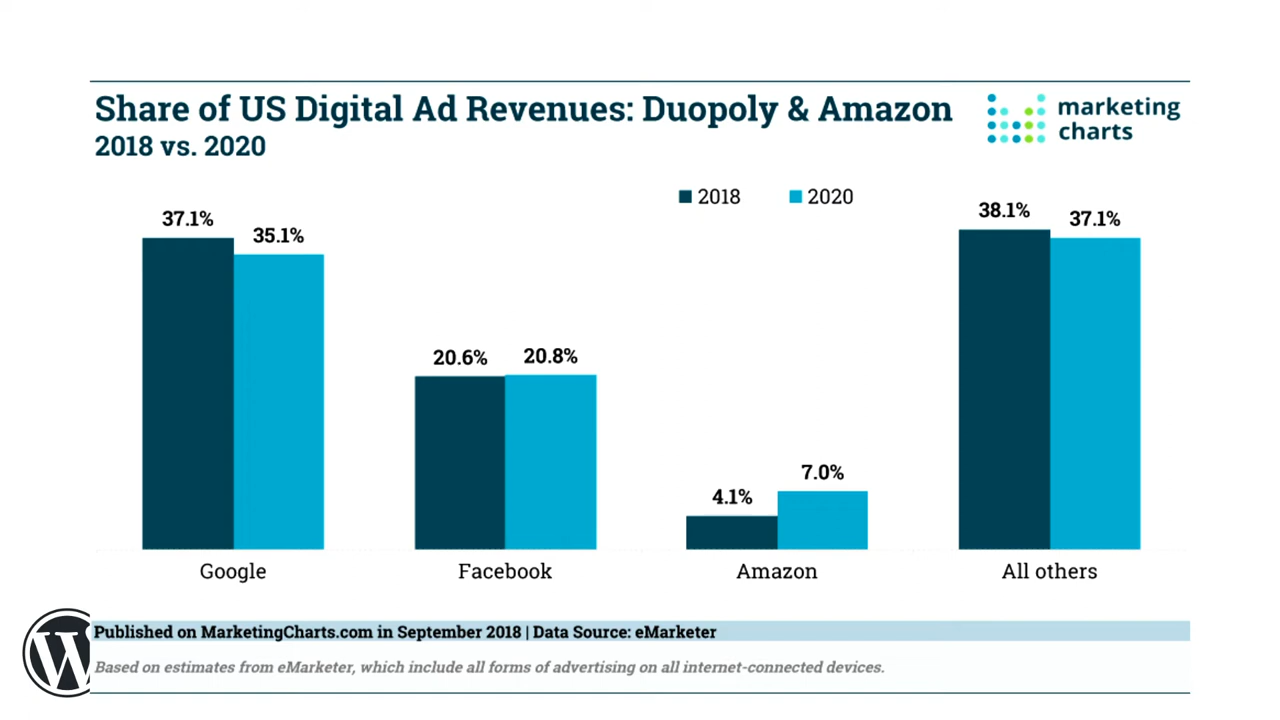 Share of US Digital Ad Revenues: Duopoly & Amazon
2018 vs. 2020
marketing
charts
2018
2020
37.1%
35.1%
20.6%
20.8%
4.1%
7.0%
38.1%
37.1%
Google
Facebook
Amazon
All others
Published on MarketingCharts.com in September 2018 | Data Source: eMarketer
Based on estimates from eMarketer, which include all forms of advertising on all internet-connected devices.